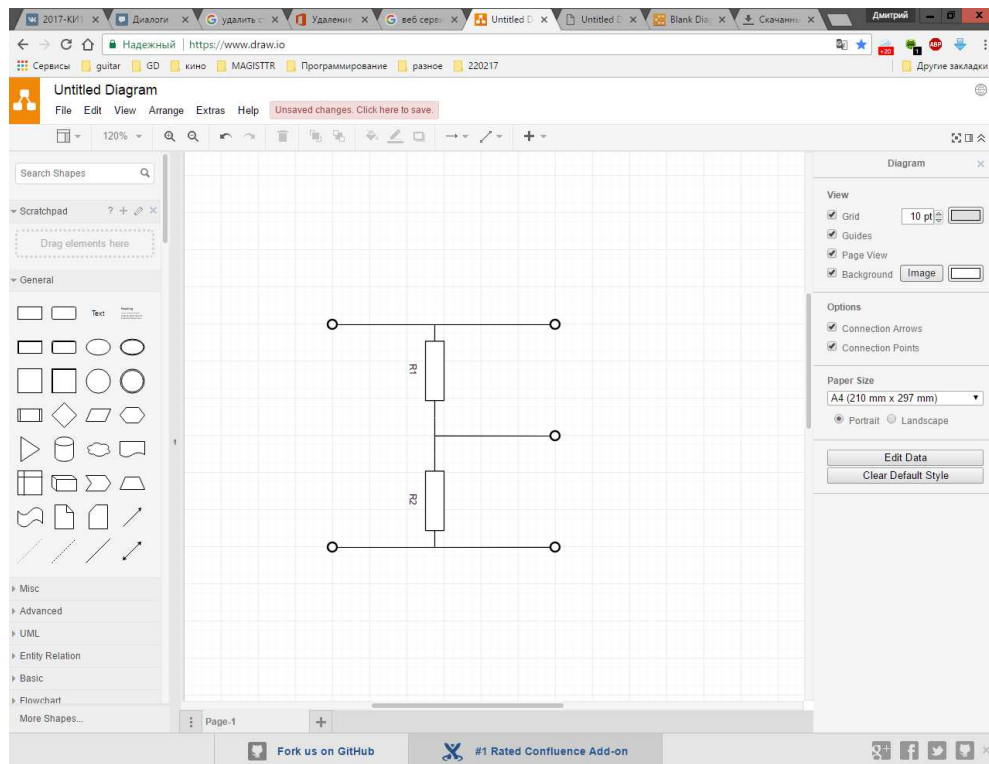 2017-КИ Диалоги удалить с Удаление веб серв Untitled D Untitled D Blank Dia Скачанны Дмитрий
Надежный https://www.draw.io +20 1 ABP
Сервисы guitar GD кино MAGISTTR Программирование разное 220217 Другие закладки
Untitled Diagram
File Edit View Arrange Extras Help Unsaved changes. Click here to save.
120%
Search Shapes
Scratchpad ?
Drag elements here
General
Text Heading
Misc
Advanced
UML
Entity Relation
Basic
Flowchart
More Shapes...
R1
R2
Page-1
Diagram
View
Grid 10 pt
Guides
Page View
Background Image
Options
Connection Arrows
Connection Points
Paper Size
A4 (210 mm x 297 mm)
Portrait Landscape
Edit Data
Clear Default Style
Fork us on GitHub #1 Rated Confluence Add-on